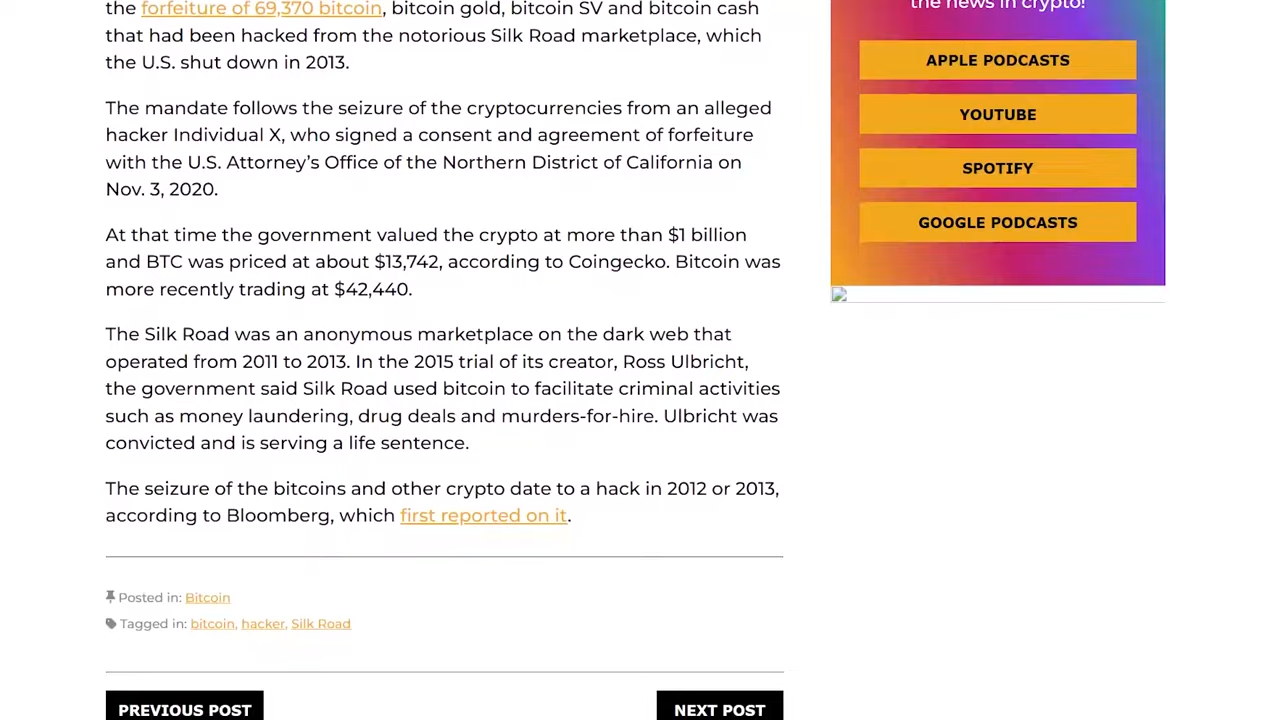 the forfeiture of 69,370 bitcoin, bitcoin gold, bitcoin SV and bitcoin cash
that had been hacked from the notorious Silk Road marketplace, which
the U.S. shut down in 2013.
The mandate follows the seizure of the cryptocurrencies from an alleged
hacker Individual X, who signed a consent and agreement of forfeiture
with the U.S. Attorney’s Office of the Northern District of California on
Nov. 3, 2020.
At that time the government valued the crypto at more than $1 billion
and BTC was priced at about $13,742, according to Coingecko. Bitcoin was
more recently trading at $42,440.
The Silk Road was an anonymous marketplace on the dark web that
operated from 2011 to 2013. In the 2015 trial of its creator, Ross Ulbricht,
the government said Silk Road used bitcoin to facilitate criminal activities
such as money laundering, drug deals and murders-for-hire. Ulbricht was
convicted and is serving a life sentence.
The seizure of the bitcoins and other crypto date to a hack in 2012 or 2013,
according to Bloomberg, which first reported on it.
Posted in: Bitcoin
Tagged in: bitcoin, hacker, Silk Road
PREVIOUS POST
NEXT POST
the news in crypto!
APPLE PODCASTS
YOUTUBE
SPOTIFY
GOOGLE PODCASTS